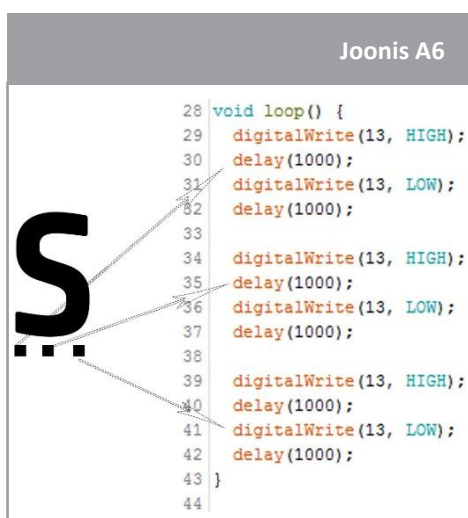 Joonis A6
28 void loop() {
29 digitalWrite(13, HIGH);
30 delay(1000);
31 digitalWrite(13, LOW);
32 delay(1000);
33
34 digitalWrite(13, HIGH);
35 delay(1000);
36 digitalWrite(13, LOW);
37 delay(1000);
38
39 digitalWrite(13, HIGH);
40 delay(1000);
41 digitalWrite(13, LOW);
42 delay(1000);
43 }
44
S
...